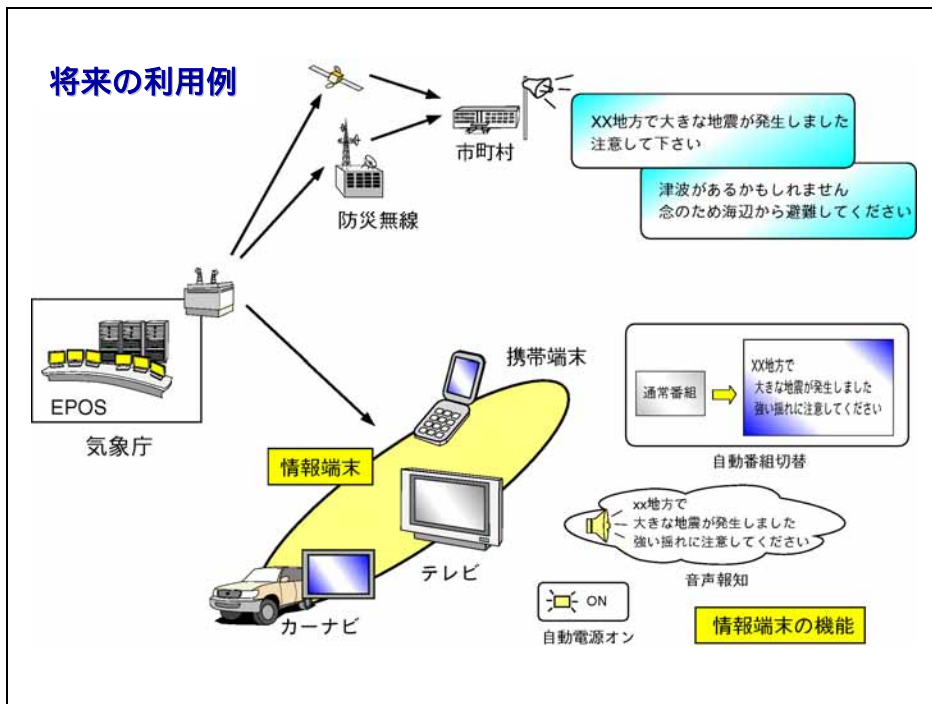 将来の利用例
市町村
XX地方で大きな地震が発生しました
注意して下さい
津波があるかもしれません
念のため海辺から避難してください
防災無線
EPOS
気象庁
携帯端末
情報端末
テレビ
カーナビ
通常番組
XX地方で
大きな地震が発生しました
強い揺れに注意してください
自動番組切替
xx地方で
大きな地震が発生しました
強い揺れに注意してください
音声報知
ON
自動電源オン
情報端末の機能